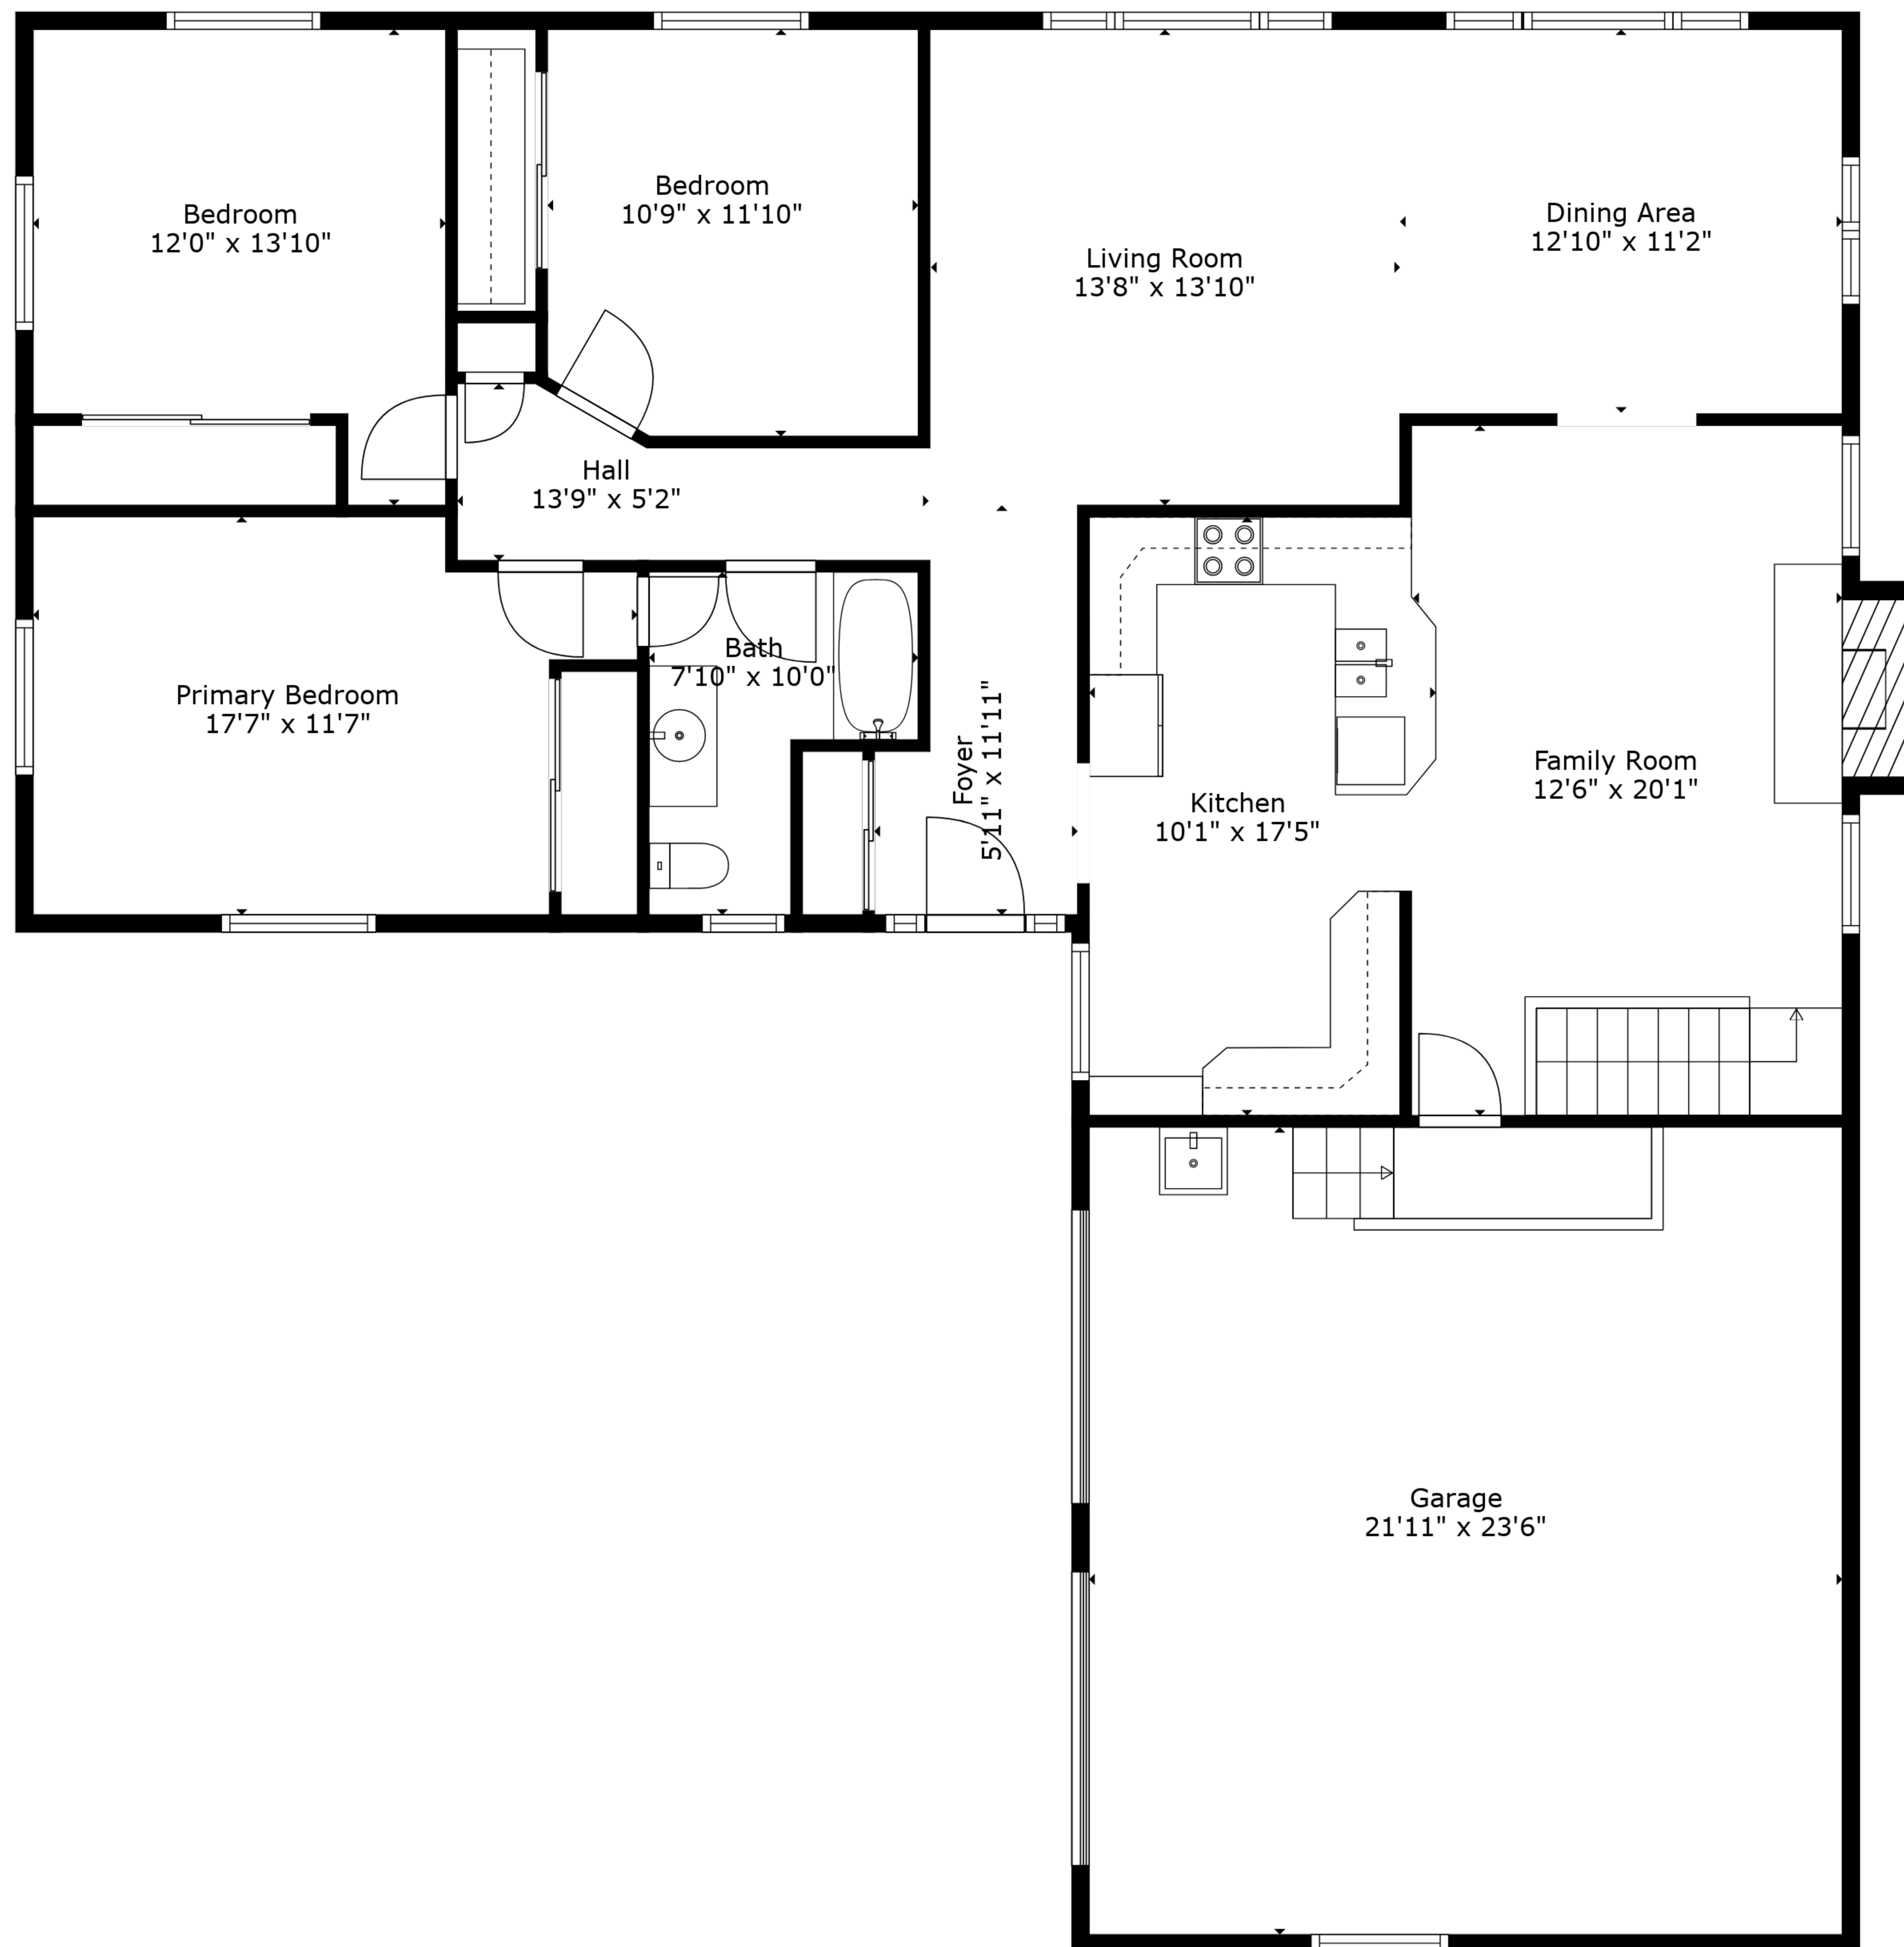 Bedroom
12'0" x 13'10"
Bedroom
10'9" x 11'10"
Living Room
13'8" x 13'10"
Dining Area
12'10" x 11'2"
Hall
13'9" x 5'2"
Primary Bedroom
17'7" x 11'7"
Bath
7'10" x 10'0"
Foyer
5'11" x 11'11"
Kitchen
10'1" x 17'5"
Family Room
12'6" x 20'1"
Garage
21'11" x 23'6"